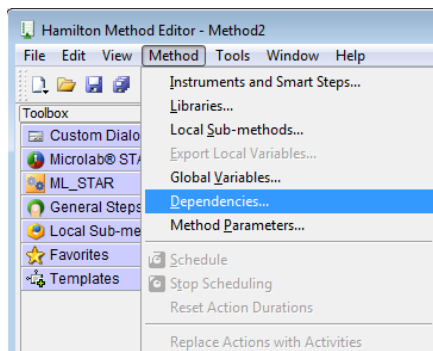 Hamilton Method Editor - Method2
File Edit View Method Tools Window Help
Instruments and Smart Steps...
Toolbox
Libraries...
Custom Dialo
Local Sub-methods...
Microlab® STA
Export Local Variables...
ML_STAR
Global Variables...
General Steps
Dependencies...
Local Sub-me
Method Parameters...
Favorites
Schedule
Templates
Stop Scheduling
Reset Action Durations
Replace Actions with Activities